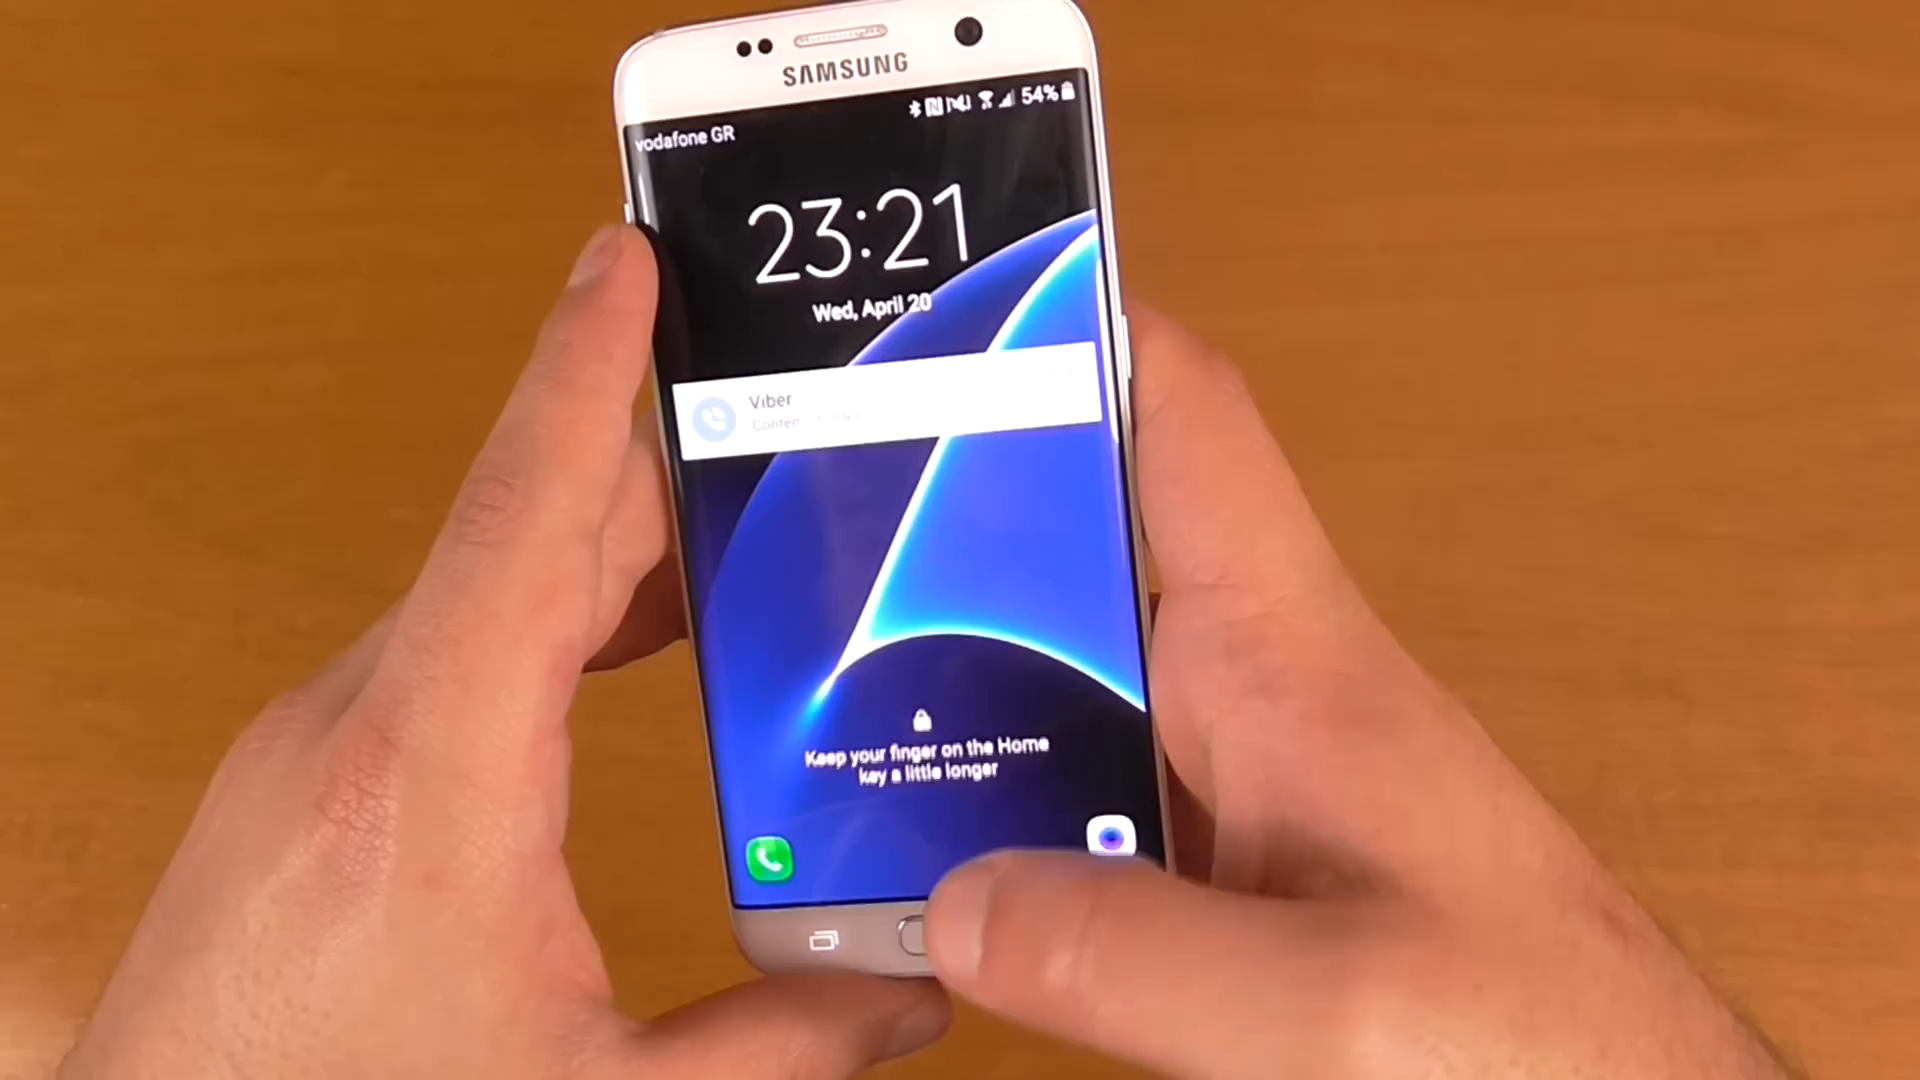 SAMSUNG
54%
vodafone GR
23:21
Wed, April 20
Viber
Keep your finger on the Home
key a little longer